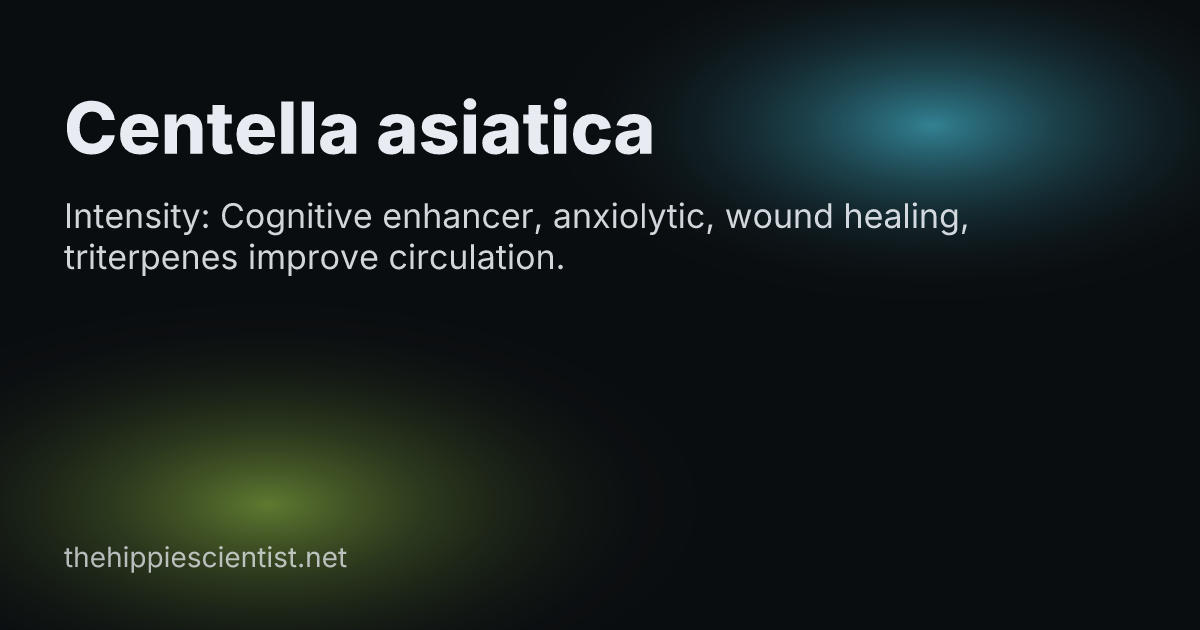 Centella asiatica
Intensity: Cognitive enhancer, anxiolytic, wound healing,
triterpenes improve circulation.
thehippiescientist.net